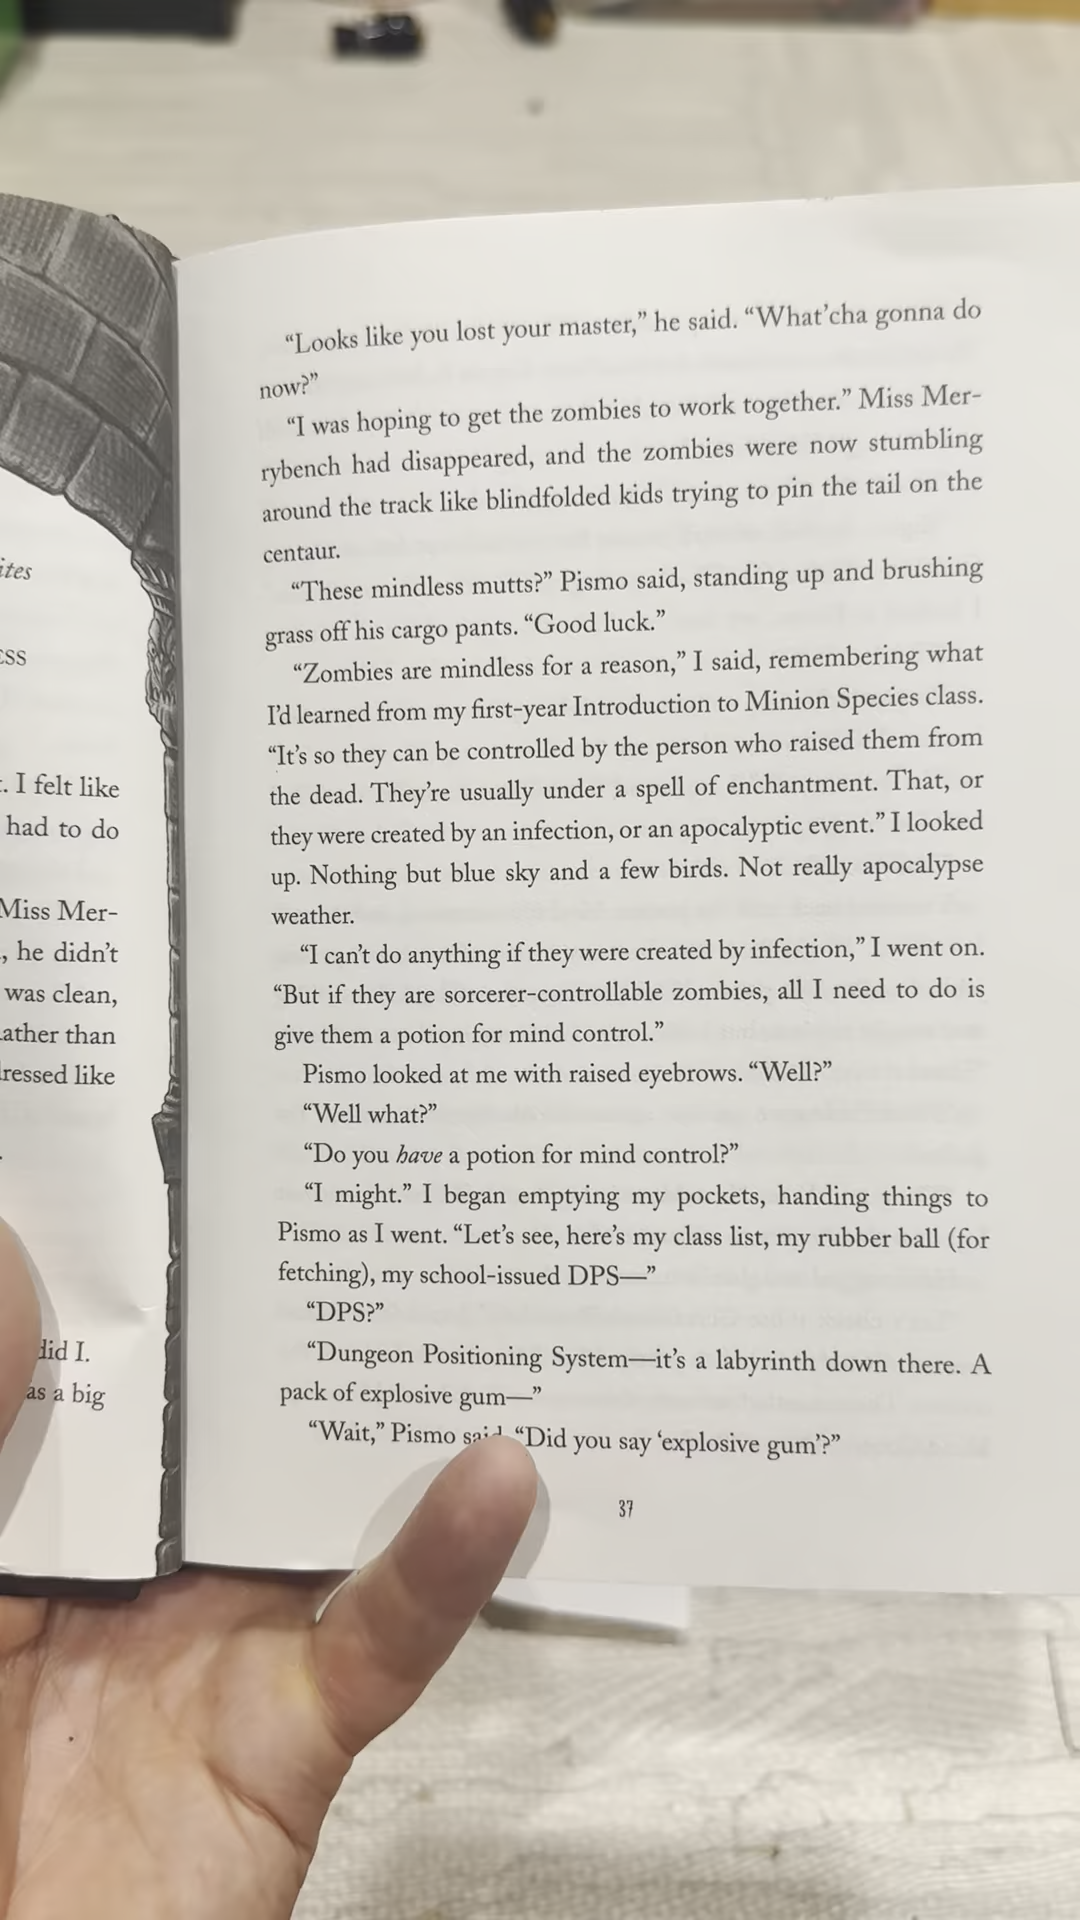 ites
ESS
. I felt like
had to do
Miss Mer-
, he didn't
was clean,
ather than
ressed like
did I.
as a big
“Looks like you lost your master,” he said. “What'cha gonna do
now?”
“I was hoping to get the zombies to work together.” Miss Mer-
rybench had disappeared, and the zombies were now stumbling
around the track like blindfolded kids trying to pin the tail on the
centaur.
“These mindless mutts?” Pismo said, standing up and brushing
grass off his cargo pants. “Good luck.”
“Zombies are mindless for a reason,” I said, remembering what
I'd learned from my first-year Introduction to Minion Species class.
“It's so they can be controlled by the person who raised them from
the dead. They're usually under a spell of enchantment. That, or
they were created by an infection, or an apocalyptic event.” I looked
up. Nothing but blue sky and a few birds. Not really apocalypse
weather.
“I can't do anything if they were created by infection,” I went on.
“But if they are sorcerer-controllable zombies, all I need to do is
give them a potion for mind control.”
Pismo looked at me with raised eyebrows. “Well?”
“Well what?”
“Do you have a potion for mind control?”
“I might.” I began emptying my pockets, handing things to
Pismo as I went. “Let's see, here's my class list, my rubber ball (for
fetching), my school-issued DPS—”
“DPS?”
“Dungeon Positioning System—it's a labyrinth down there. A
pack of explosive gum—”
“Wait,” Pismo said. “Did you say ‘explosive gum’?”
37